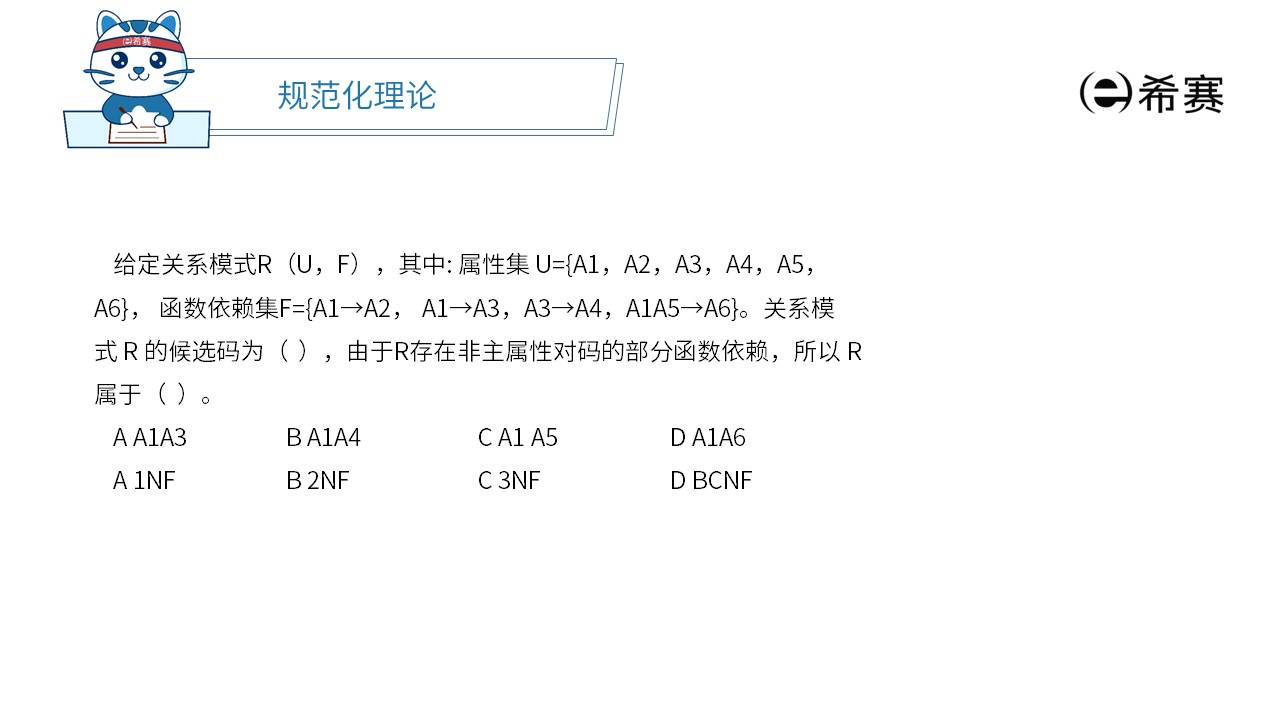 希赛
规范化理论
希赛
给定关系模式R（U，F），其中: 属性集 U={A1，A2，A3，A4，A5，
A6}， 函数依赖集F={A1→A2， A1→A3，A3→A4，A1A5→A6}。关系模
式 R 的候选码为（ ），由于R存在非主属性对码的部分函数依赖，所以 R
属于（ ）。
A A1A3 B A1A4 C A1 A5 D A1A6
A 1NF B 2NF C 3NF D BCNF